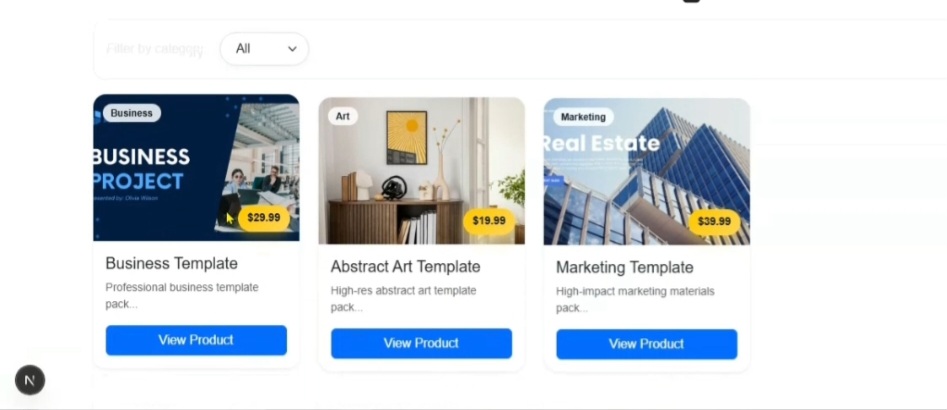 Filter by category
All
Business
BUSINESS
PROJECT
Presented by: Olivia Wilson
$29.99
Business Template
Professional business template
pack...
View Product
Art
$19.99
Abstract Art Template
High-res abstract art template
pack...
View Product
Marketing
Real Estate
$39.99
Marketing Template
High-impact marketing materials
pack...
View Product
N